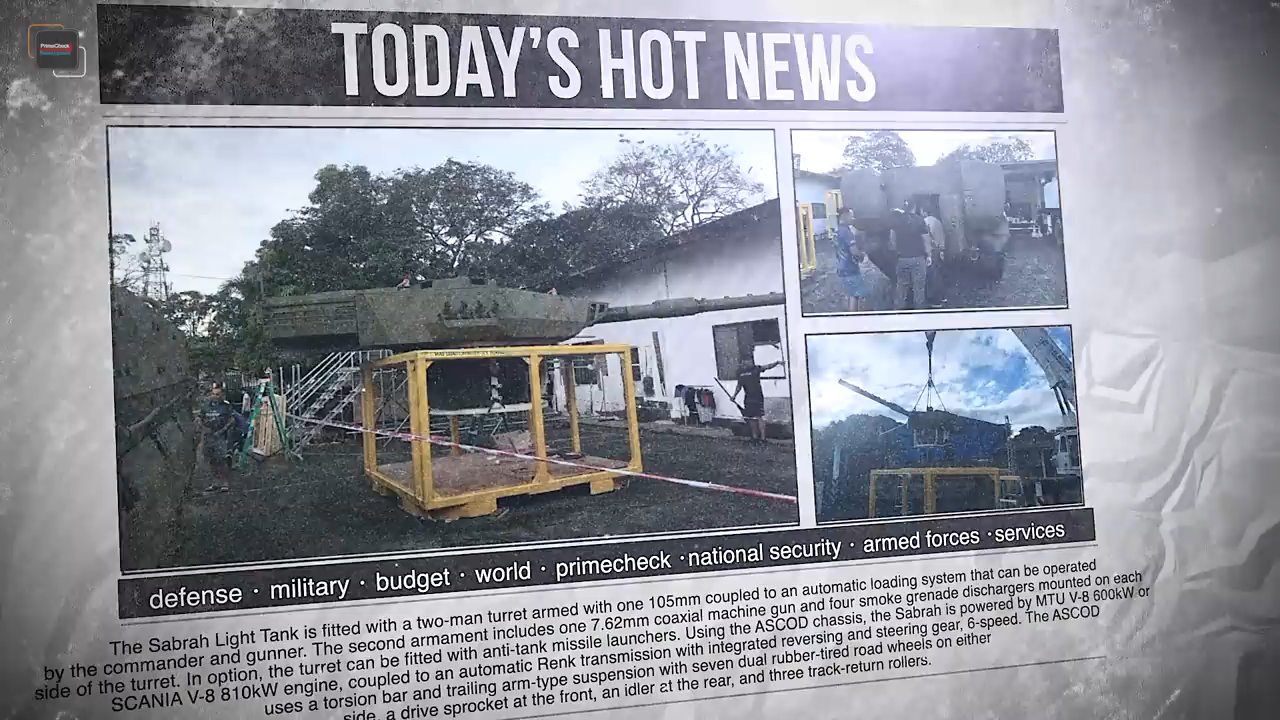 PrimeCheck
TODAY'S HOT NEWS
defense · military · budget · world · primecheck · national security · armed forces · services
The Sabrah Light Tank is fitted with a two-man turret armed with one 105mm coupled to an automatic loading system that can be operated
by the commander and gunner. The second armament includes one 7.62mm coaxial machine gun and four smoke grenade dischargers mounted on each
side of the turret. In option, the turret can be fitted with anti-tank missile launchers. Using the ASCOD chassis, the Sabrah is powered by MTU V-8 600kW or
SCANIA V-8 810kW engine, coupled to an automatic Renk transmission with integrated reversing and steering gear, 6-speed. The ASCOD
uses a torsion bar and trailing arm-type suspension with seven dual rubber-tired road wheels on either
side, a drive sprocket at the front, an idler at the rear, and three track-return rollers.